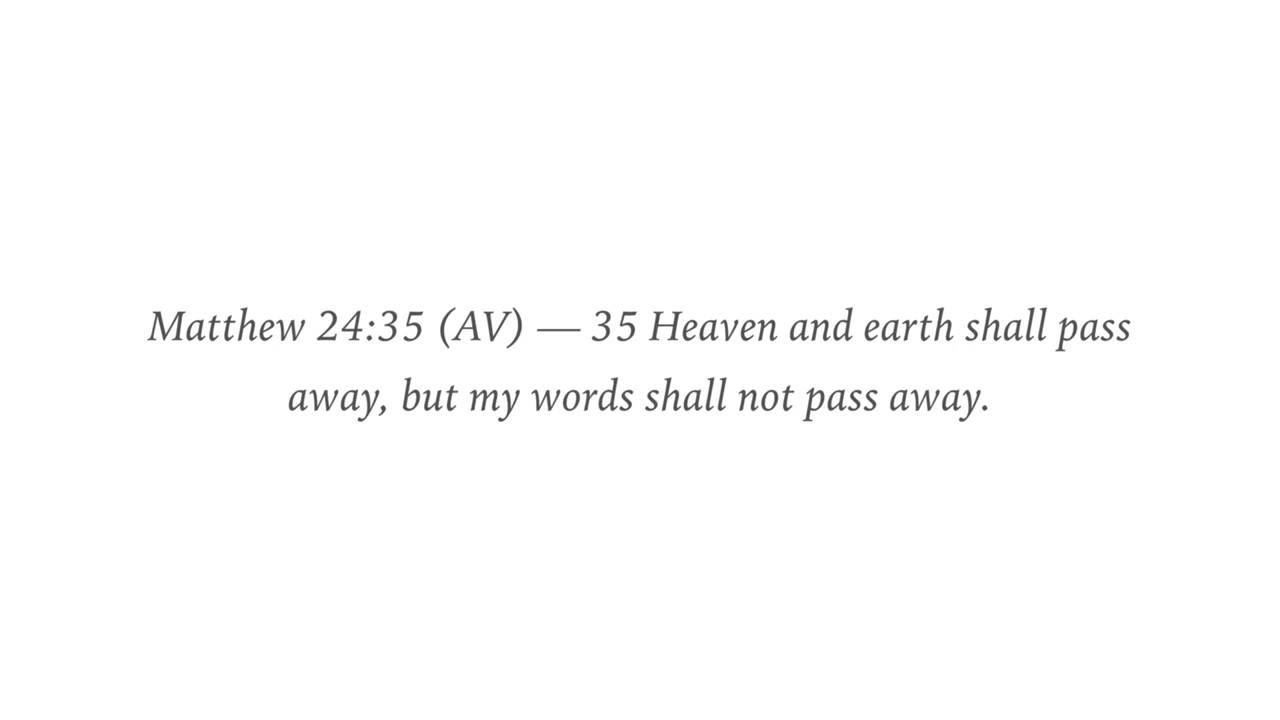 Matthew 24:35 (AV) — 35 Heaven and earth shall pass
away, but my words shall not pass away.